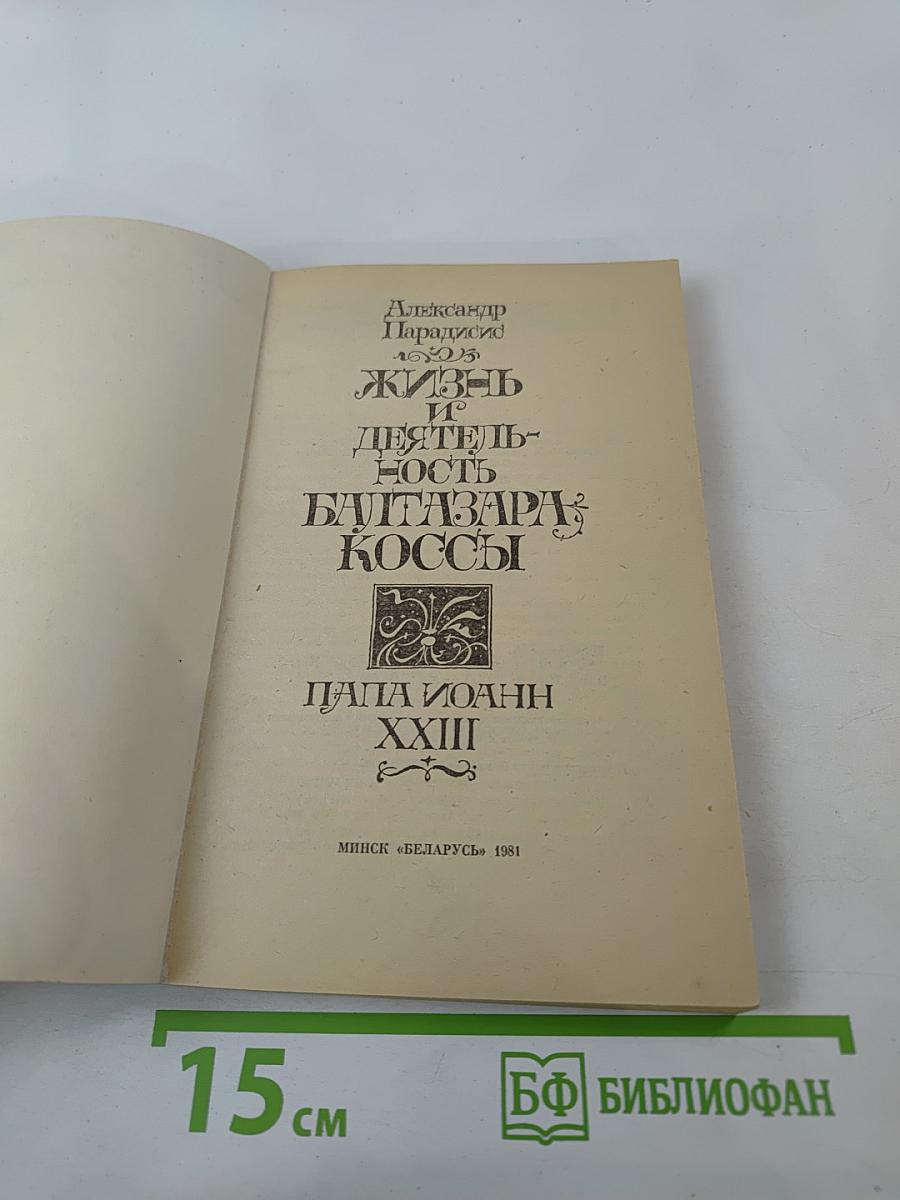 Александр
Парадисис
ЖИЗНЬ
И
ДЕЯТЕЛЬ-
НОСТЬ
БАЛТАЗАРА
КОССЫ
ПАПА ИОАНН
XXIII
МИНСК «БЕЛАРУСЬ» 1981
15 см
БФ БИБЛИОФАН